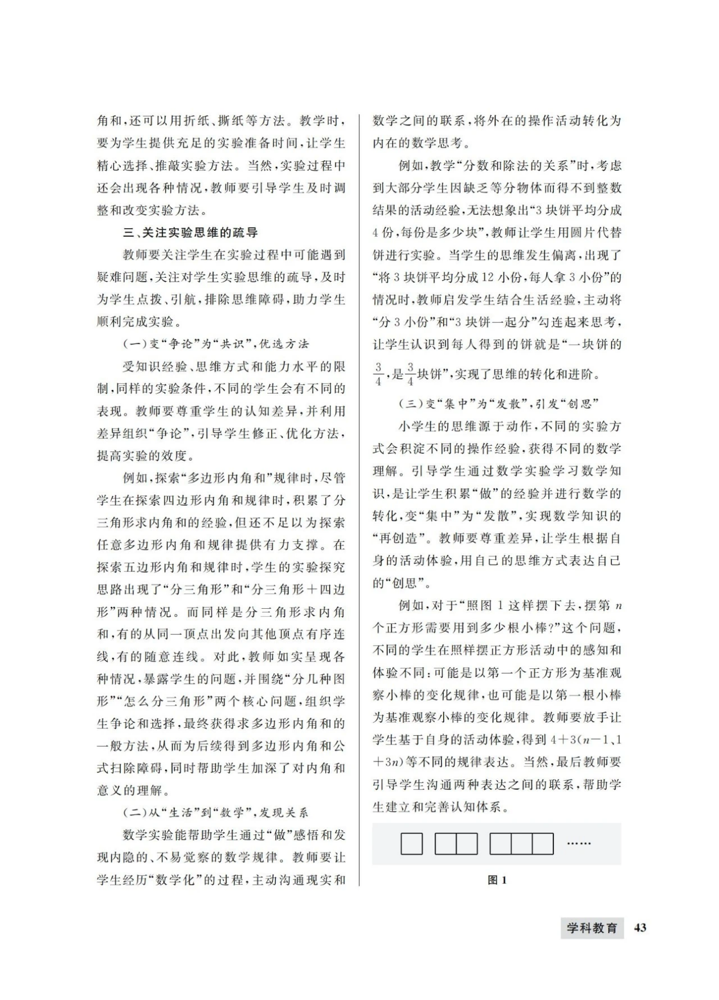 角和,还可以用折纸、撕纸等方法。教学时,
要为学生提供充足的实验准备时间,让学生
精心选择、推敲实验方法。当然,实验过程中
还会出现各种情况,教师要引导学生及时调
整和改变实验方法。
三、关注实验思维的疏导
教师要关注学生在实验过程中可能遇到
疑难问题,关注对学生实验思维的疏导,及时
为学生点拨、引航,排除思维障碍,助力学生
顺利完成实验。
(一)变“争论”为“共识”,优选方法
受知识经验、思维方式和能力水平的限
制,同样的实验条件,不同的学生会有不同的
表现。教师要尊重学生的认知差异,并利用
差异组织“争论”,引导学生修正、优化方法,
提高实验的效度。
例如,探索“多边形内角和”规律时,尽管
学生在探索四边形内角和规律时,积累了分
三角形求内角和的经验,但还不足以为探索
任意多边形内角和规律提供有力支撑。在
探索五边形内角和规律时,学生的实验探究
思路出现了“分三角形”和“分三角形+四边
形”两种情况。而同样是分三角形求内角
和,有的从同一顶点出发向其他顶点有序连
线,有的随意连线。对此,教师如实呈现各
种情况,暴露学生的问题,并围绕“分几种图
形”“怎么分三角形”两个核心问题,组织学
生争论和选择,最终获得求多边形内角和的
一般方法,从而为后续得到多边形内角和公
式扫除障碍,同时帮助学生加深了对内角和
意义的理解。
(二)从“生活”到“数学”,发现关系
数学实验能帮助学生通过“做”感悟和发
现内隐的、不易觉察的数学规律。教师要让
学生经历“数学化”的过程,主动沟通现实和
数学之间的联系,将外在的操作活动转化为
内在的数学思考。
例如,教学“分数和除法的关系”时,考虑
到大部分学生因缺乏等分物体而得不到整数
结果的活动经验,无法想象出“3块饼平均分成
4份,每份是多少块”,教师让学生用圆片代替
饼进行实验。当学生的思维发生偏离,出现了
“将3块饼平均分成12小份,每人拿3小份”的
情况时,教师启发学生结合生活经验,主动将
“分3小份”和“3块饼一起分”勾连起来思考,
让学生认识到每人得到的饼就是“一块饼的
3/4,是3/4块饼”,实现了思维的转化和进阶。
(三)变“集中”为“发散”,引发“创思”
小学生的思维源于动作,不同的实验方
式会积淀不同的操作经验,获得不同的数学
理解。引导学生通过数学实验学习数学知
识,是让学生积累“做”的经验并进行数学的
转化,变“集中”为“发散”,实现数学知识的
“再创造”。教师要尊重差异,让学生根据自
身的活动体验,用自己的思维方式表达自己
的“创思”。
例如,对于“照图1这样摆下去,摆第n
个正方形需要用到多少根小棒?”这个问题,
不同的学生在照样摆正方形活动中的感知和
体验不同:可能是以第一个正方形为基准观
察小棒的变化规律,也可能是以第一根小棒
为基准观察小棒的变化规律。教师要放手让
学生基于自身的活动体验,得到4+3(n-1、1
+3n)等不同的规律表达。当然,最后教师要
引导学生沟通两种表达之间的联系,帮助学
生建立和完善认知体系。
……
图1
学科教育 43